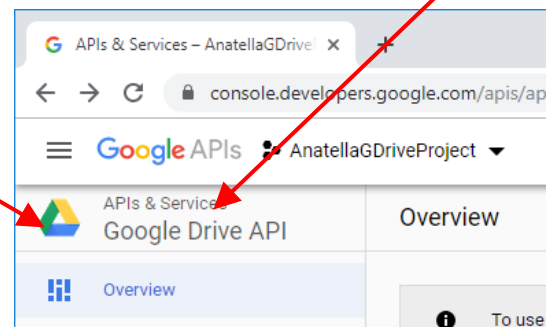 APIs & Services – AnatellaGDrive
console.developers.google.com/apis/ap
Google APIs AnatellaGDriveProject
APIs & Services
Google Drive API
Overview
Overview
To use